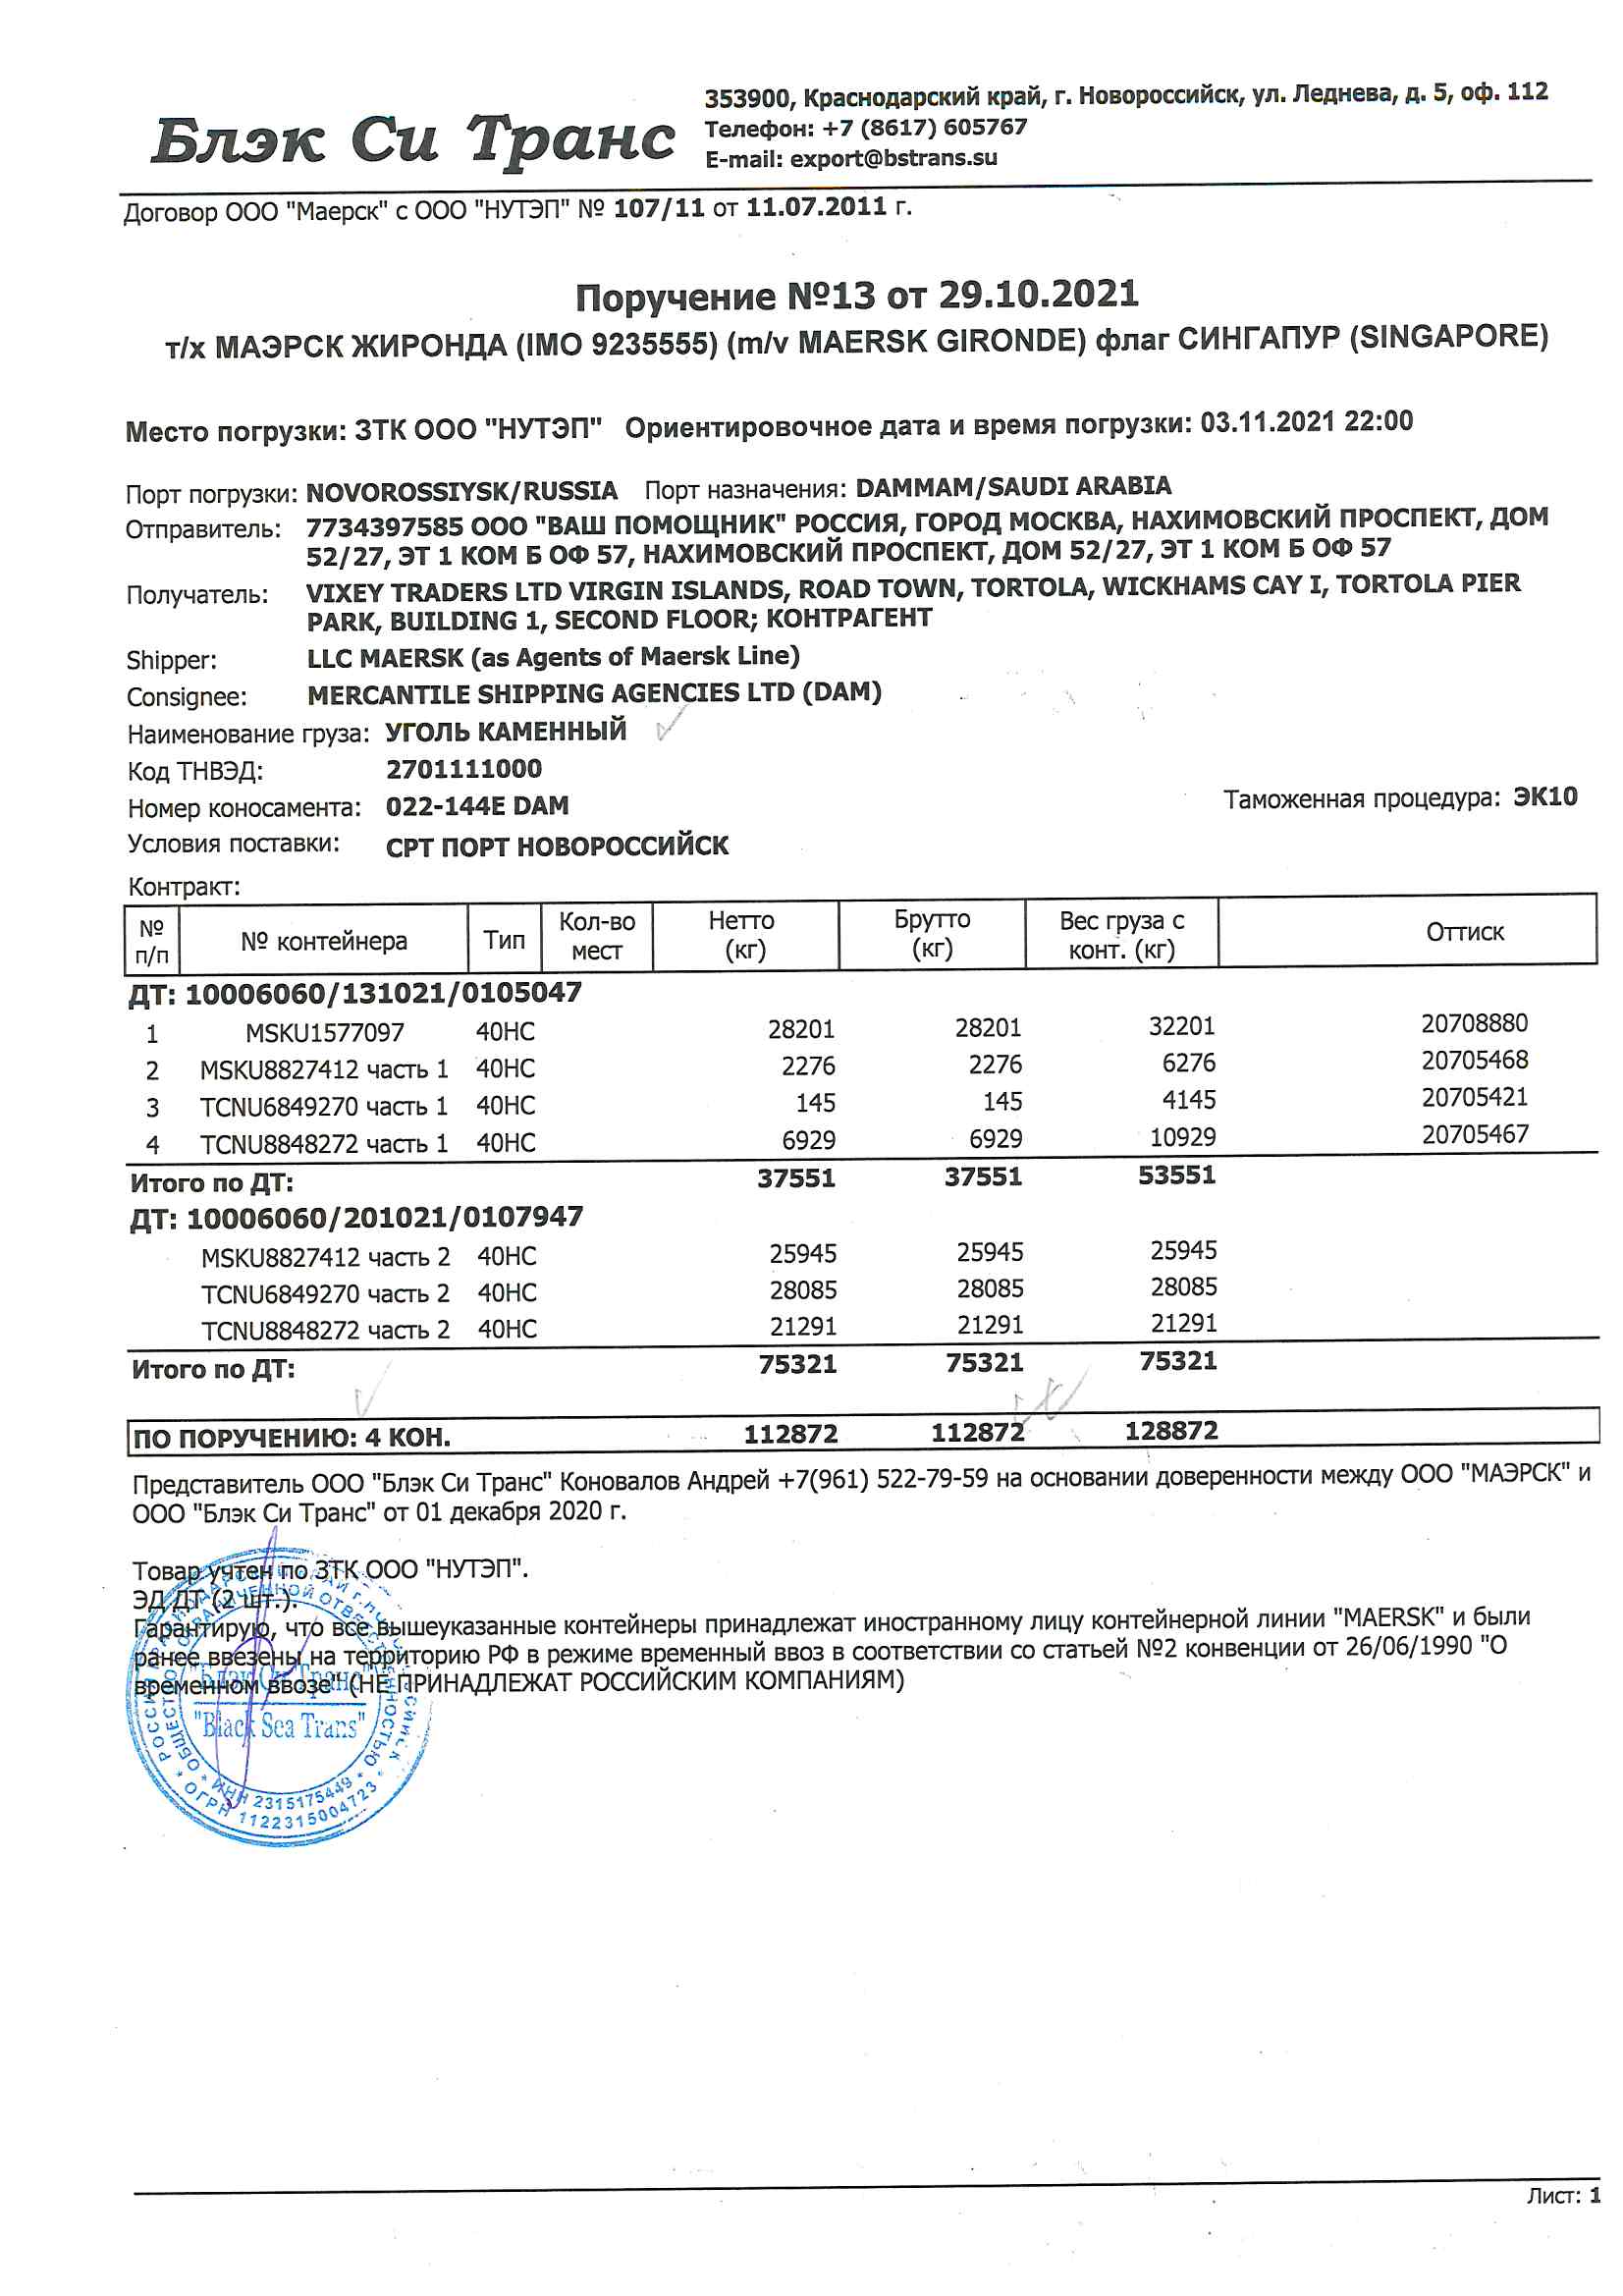 Блэк Си Транс
353900, Краснодарский край, г. Новороссийск, ул. Леднева, д. 5, оф. 112
Телефон: +7 (8617) 605767
E-mail: export@bstrans.su
Договор ООО "Маерск" с ООО "НУТЭП" № 107/11 от 11.07.2011 г.
Поручение №13 от 29.10.2021
т/х МАЭРСК ЖИРОНДА (IMO 9235555) (m/v MAERSK GIRONDE) флаг СИНГАПУР (SINGAPORE)
Место погрузки: ЗТК ООО "НУТЭП" Ориентировочное дата и время погрузки: 03.11.2021 22:00
Порт погрузки: NOVOROSSIYSK/RUSSIA Порт назначения: DAMMAM/SAUDI ARABIA
Отправитель: 7734397585 ООО "ВАШ ПОМОЩНИК" РОССИЯ, ГОРОД МОСКВА, НАХИМОВСКИЙ ПРОСПЕКТ, ДОМ
52/27, ЭТ 1 КОМ Б ОФ 57, НАХИМОВСКИЙ ПРОСПЕКТ, ДОМ 52/27, ЭТ 1 КОМ Б ОФ 57
Получатель: VIXEY TRADERS LTD VIRGIN ISLANDS, ROAD TOWN, TORTOLA, WICKHAMS CAY I, TORTOLA PIER
PARK, BUILDING 1, SECOND FLOOR; КОНТРАГЕНТ
Shipper: LLC MAERSK (as Agents of Maersk Line)
Consignee: MERCANTILE SHIPPING AGENCIES LTD (DAM)
Наименование груза: УГОЛЬ КАМЕННЫЙ
Код ТНВЭД: 2701111000
Номер коносамента: 022-144E DAM Таможенная процедура: ЭК10
Условия поставки: CPT ПОРТ НОВОРОССИЙСК
Контракт:
№ п/п № контейнера Тип Кол-во мест Нетто (кг) Брутто (кг) Вес груза с конт. (кг) Оттиск
ДТ: 10006060/131021/0105047
1 MSKU1577097 40HC 28201 28201 32201 20708880
2 MSKU8827412 часть 1 40HC 2276 2276 6276 20705468
3 TCNU6849270 часть 1 40HC 145 145 4145 20705421
4 TCNU8848272 часть 1 40HC 6929 6929 10929 20705467
Итого по ДТ: 37551 37551 53551
ДТ: 10006060/201021/0107947
MSKU8827412 часть 2 40HC 25945 25945 25945
TCNU6849270 часть 2 40HC 28085 28085 28085
TCNU8848272 часть 2 40HC 21291 21291 21291
Итого по ДТ: 75321 75321 75321
ПО ПОРУЧЕНИЮ: 4 КОН. 112872 112872 128872
Представитель ООО "Блэк Си Транс" Коновалов Андрей +7(961) 522-79-59 на основании доверенности между ООО "МАЭРСК" и
ООО "Блэк Си Транс" от 01 декабря 2020 г.
Товар учтен по ЗТК ООО "НУТЭП".
ЭД ДТ (2 шт.).
Гарантирую, что все вышеуказанные контейнеры принадлежат иностранному лицу контейнерной линии "MAERSK" и были
ранее ввезены на территорию РФ в режиме временный ввоз в соответствии со статьей №2 конвенции от 26/06/1990 "О
временном ввозе" (НЕ ПРИНАДЛЕЖАТ РОССИЙСКИМ КОМПАНИЯМ)
"Блэк Си Транс"
"Black Sea Trans"
ИНН 2315175449
ОГРН 1122315004723
Лист: 1